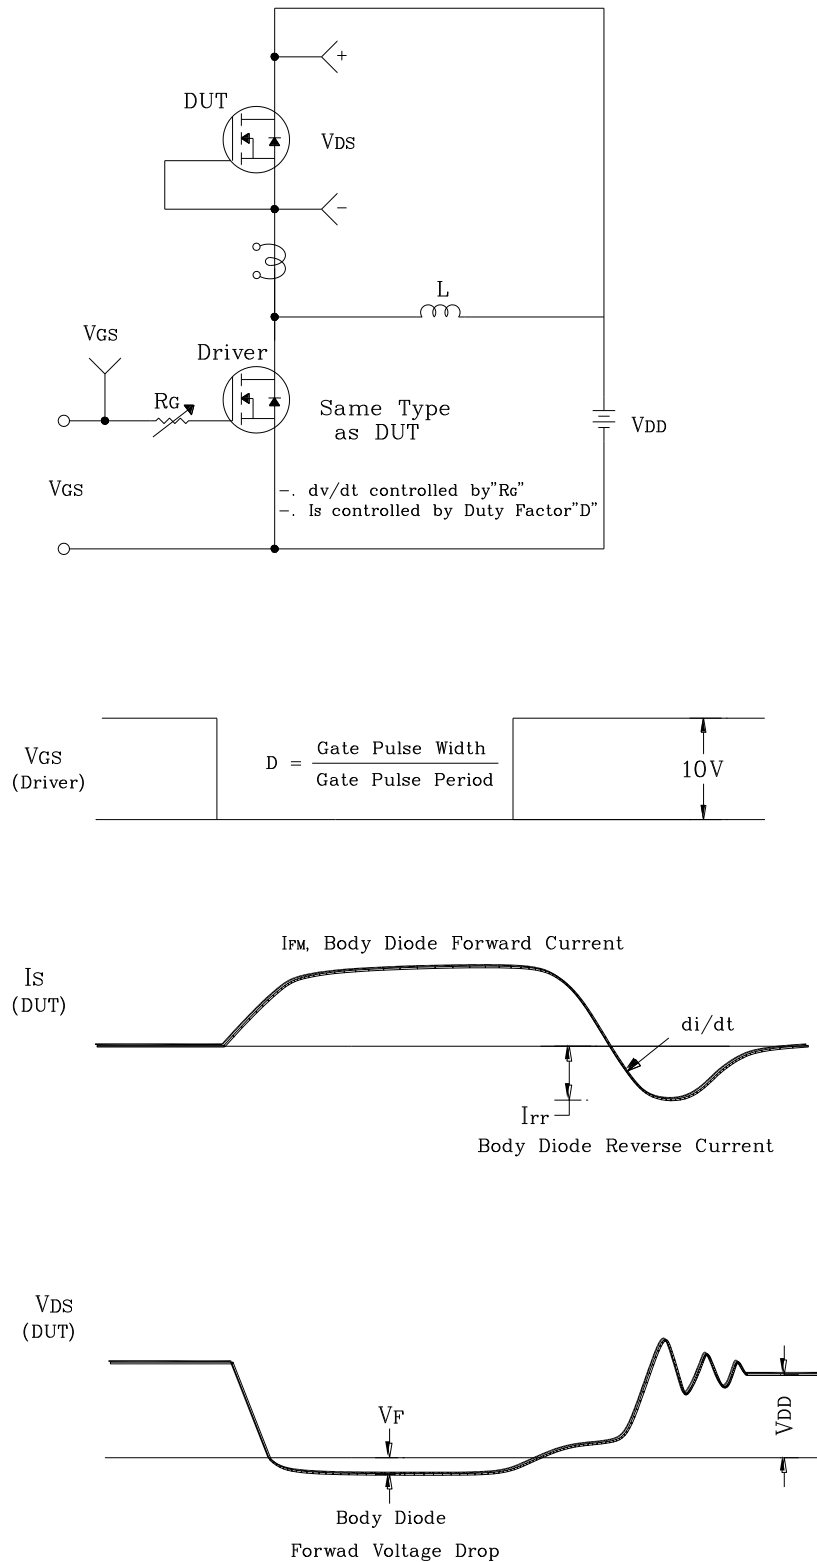 +
DUT
VDS
-
L
VGS
Driver
RG
Same Type
as DUT
VDD
VGS
-. dv/dt controlled by"RG"
-. Is controlled by Duty Factor"D"
VGS
(Driver)
D = Gate Pulse Width
Gate Pulse Period
10V
IFM, Body Diode Forward Current
IS
(DUT)
di/dt
Irr
Body Diode Reverse Current
VDS
(DUT)
VF
VDD
Body Diode
Forwad Voltage Drop